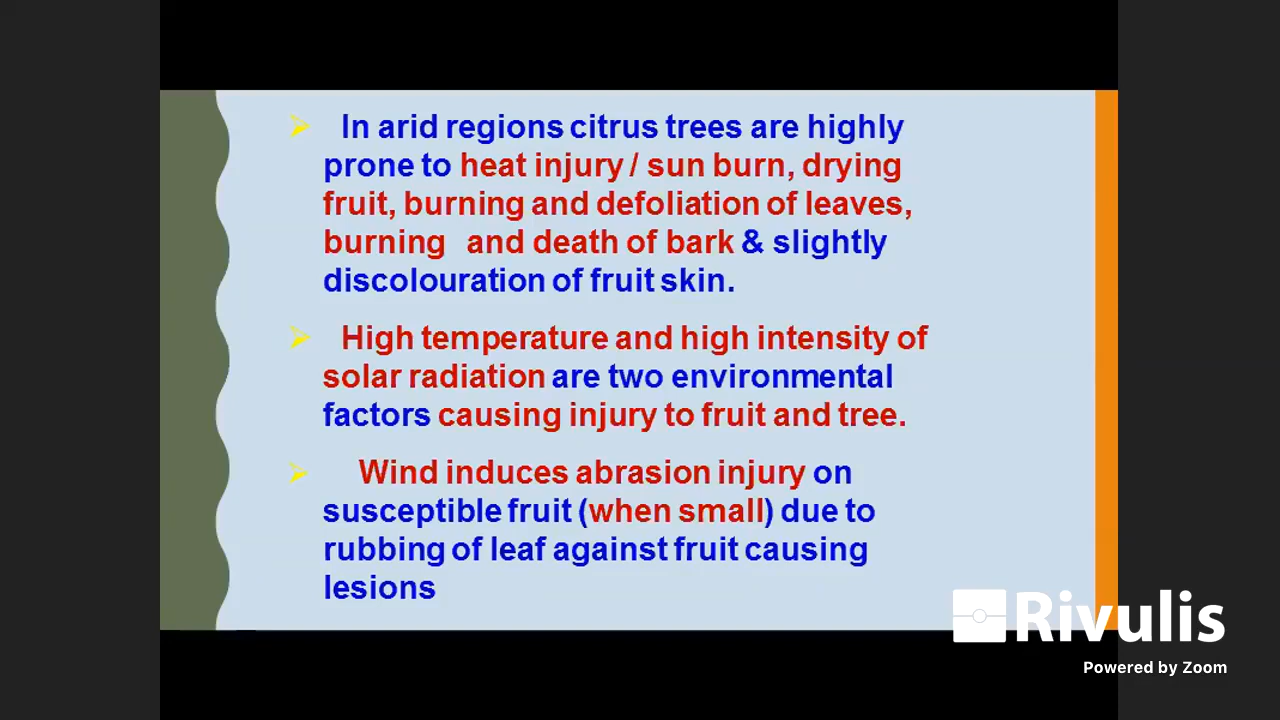 In arid regions citrus trees are highly
prone to heat injury / sun burn, drying
fruit, burning and defoliation of leaves,
burning and death of bark & slightly
discolouration of fruit skin.
High temperature and high intensity of
solar radiation are two environmental
factors causing injury to fruit and tree.
Wind induces abrasion injury on
susceptible fruit (when small) due to
rubbing of leaf against fruit causing
lesions
Rivulis
Powered by Zoom